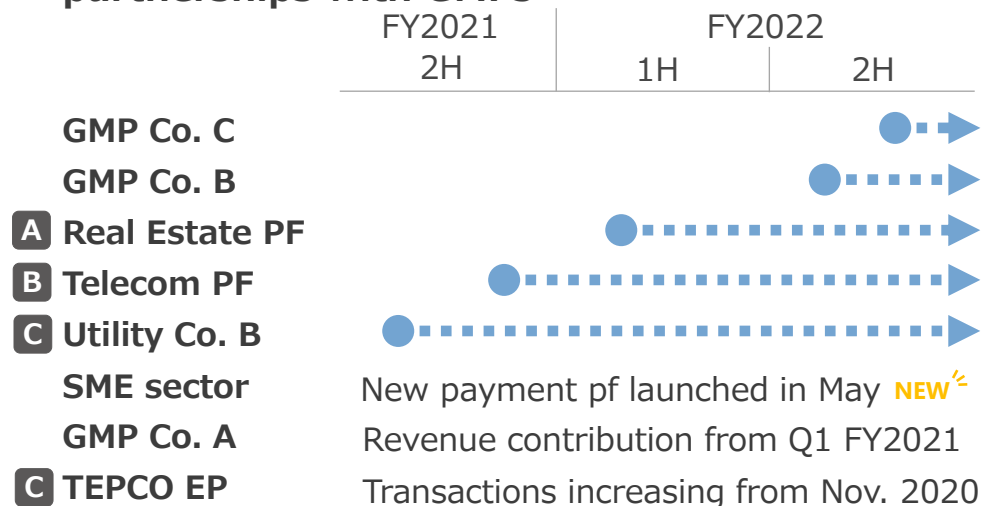 FY2021 FY2022
2H 1H 2H
GMP Co. C
GMP Co. B
A Real Estate PF
B Telecom PF
C Utility Co. B
SME sector New payment pf launched in May NEW
GMP Co. A Revenue contribution from Q1 FY2021
C TEPCO EP Transactions increasing from Nov. 2020